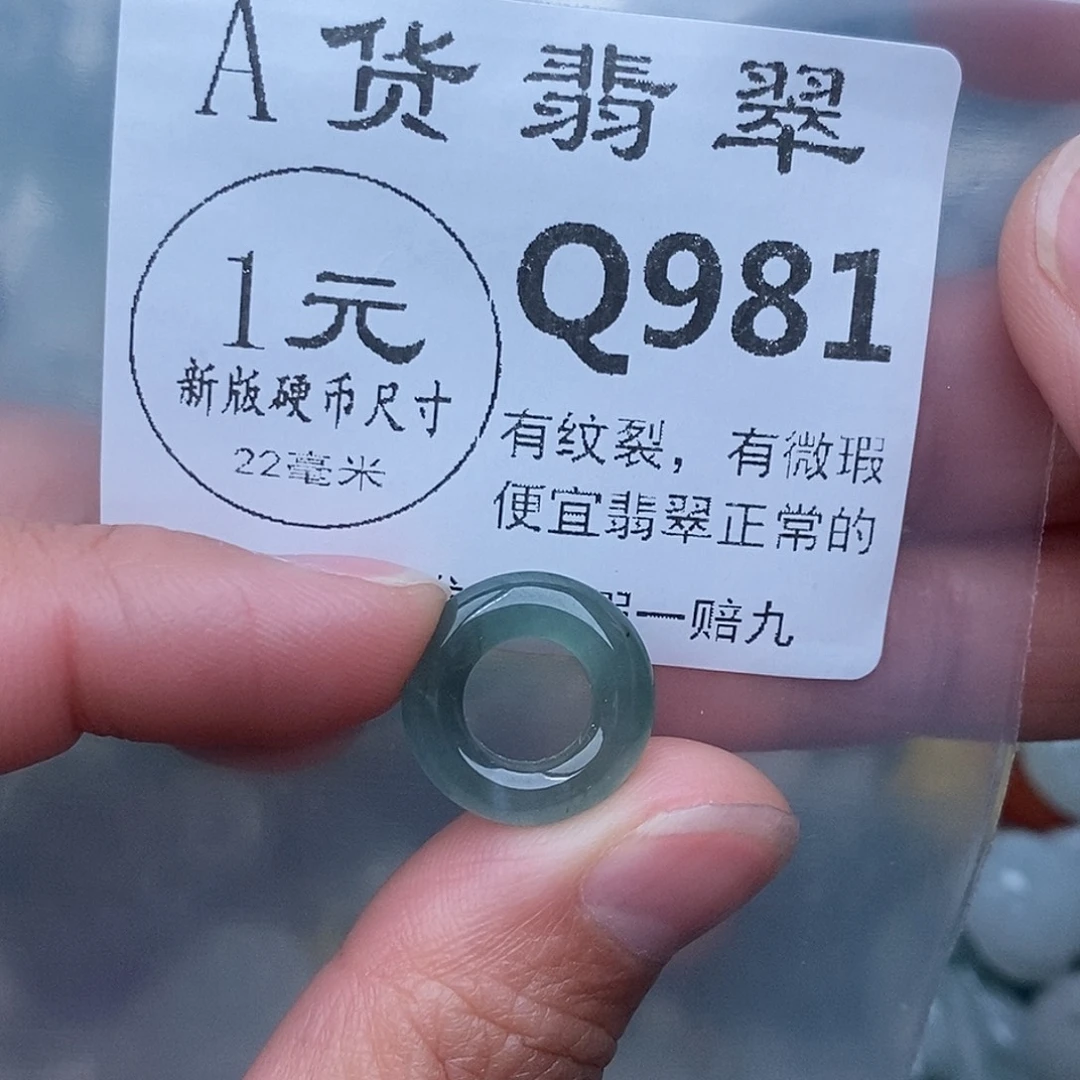 A货翡翠
1元
新版硬币尺寸
22毫米
Q981
有纹裂，有微瑕
便宜翡翠正常的
一赔九